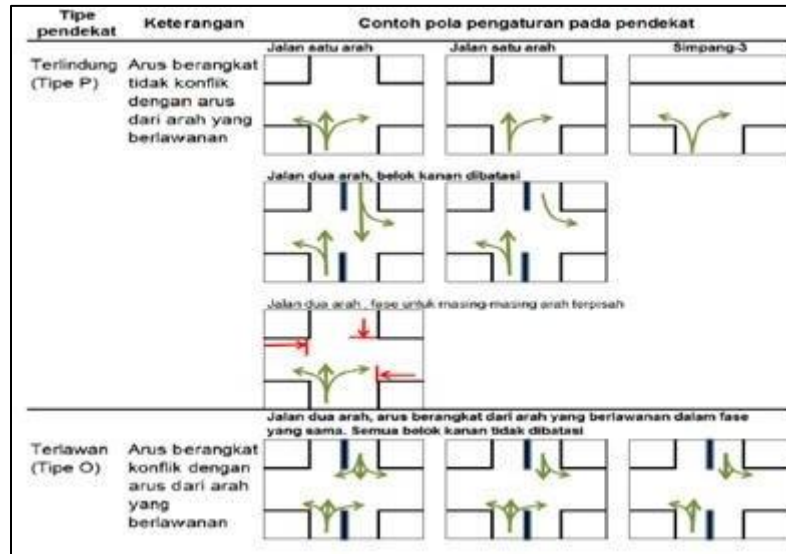 Tipe
pendekat
Keterangan
Contoh pola pengaturan pada pendekat
Terlindung
(Tipe P)
Arus berangkat
tidak konflik
dengan arus
dari arah yang
berlawanan
Jalan satu arah
Jalan satu arah
Simpang-3
Jalan dua arah, belok kanan dibatasi
Jalan dua arah , fase untuk masing-masing arah terpisah
Terlawan
(Tipe O)
Arus berangkat
konflik dengan
arus dari arah
yang
berlawanan
Jalan dua arah, arus berangkat dari arah yang berlawanan dalam fase
yang sama. Semua belok kanan tidak dibatasi